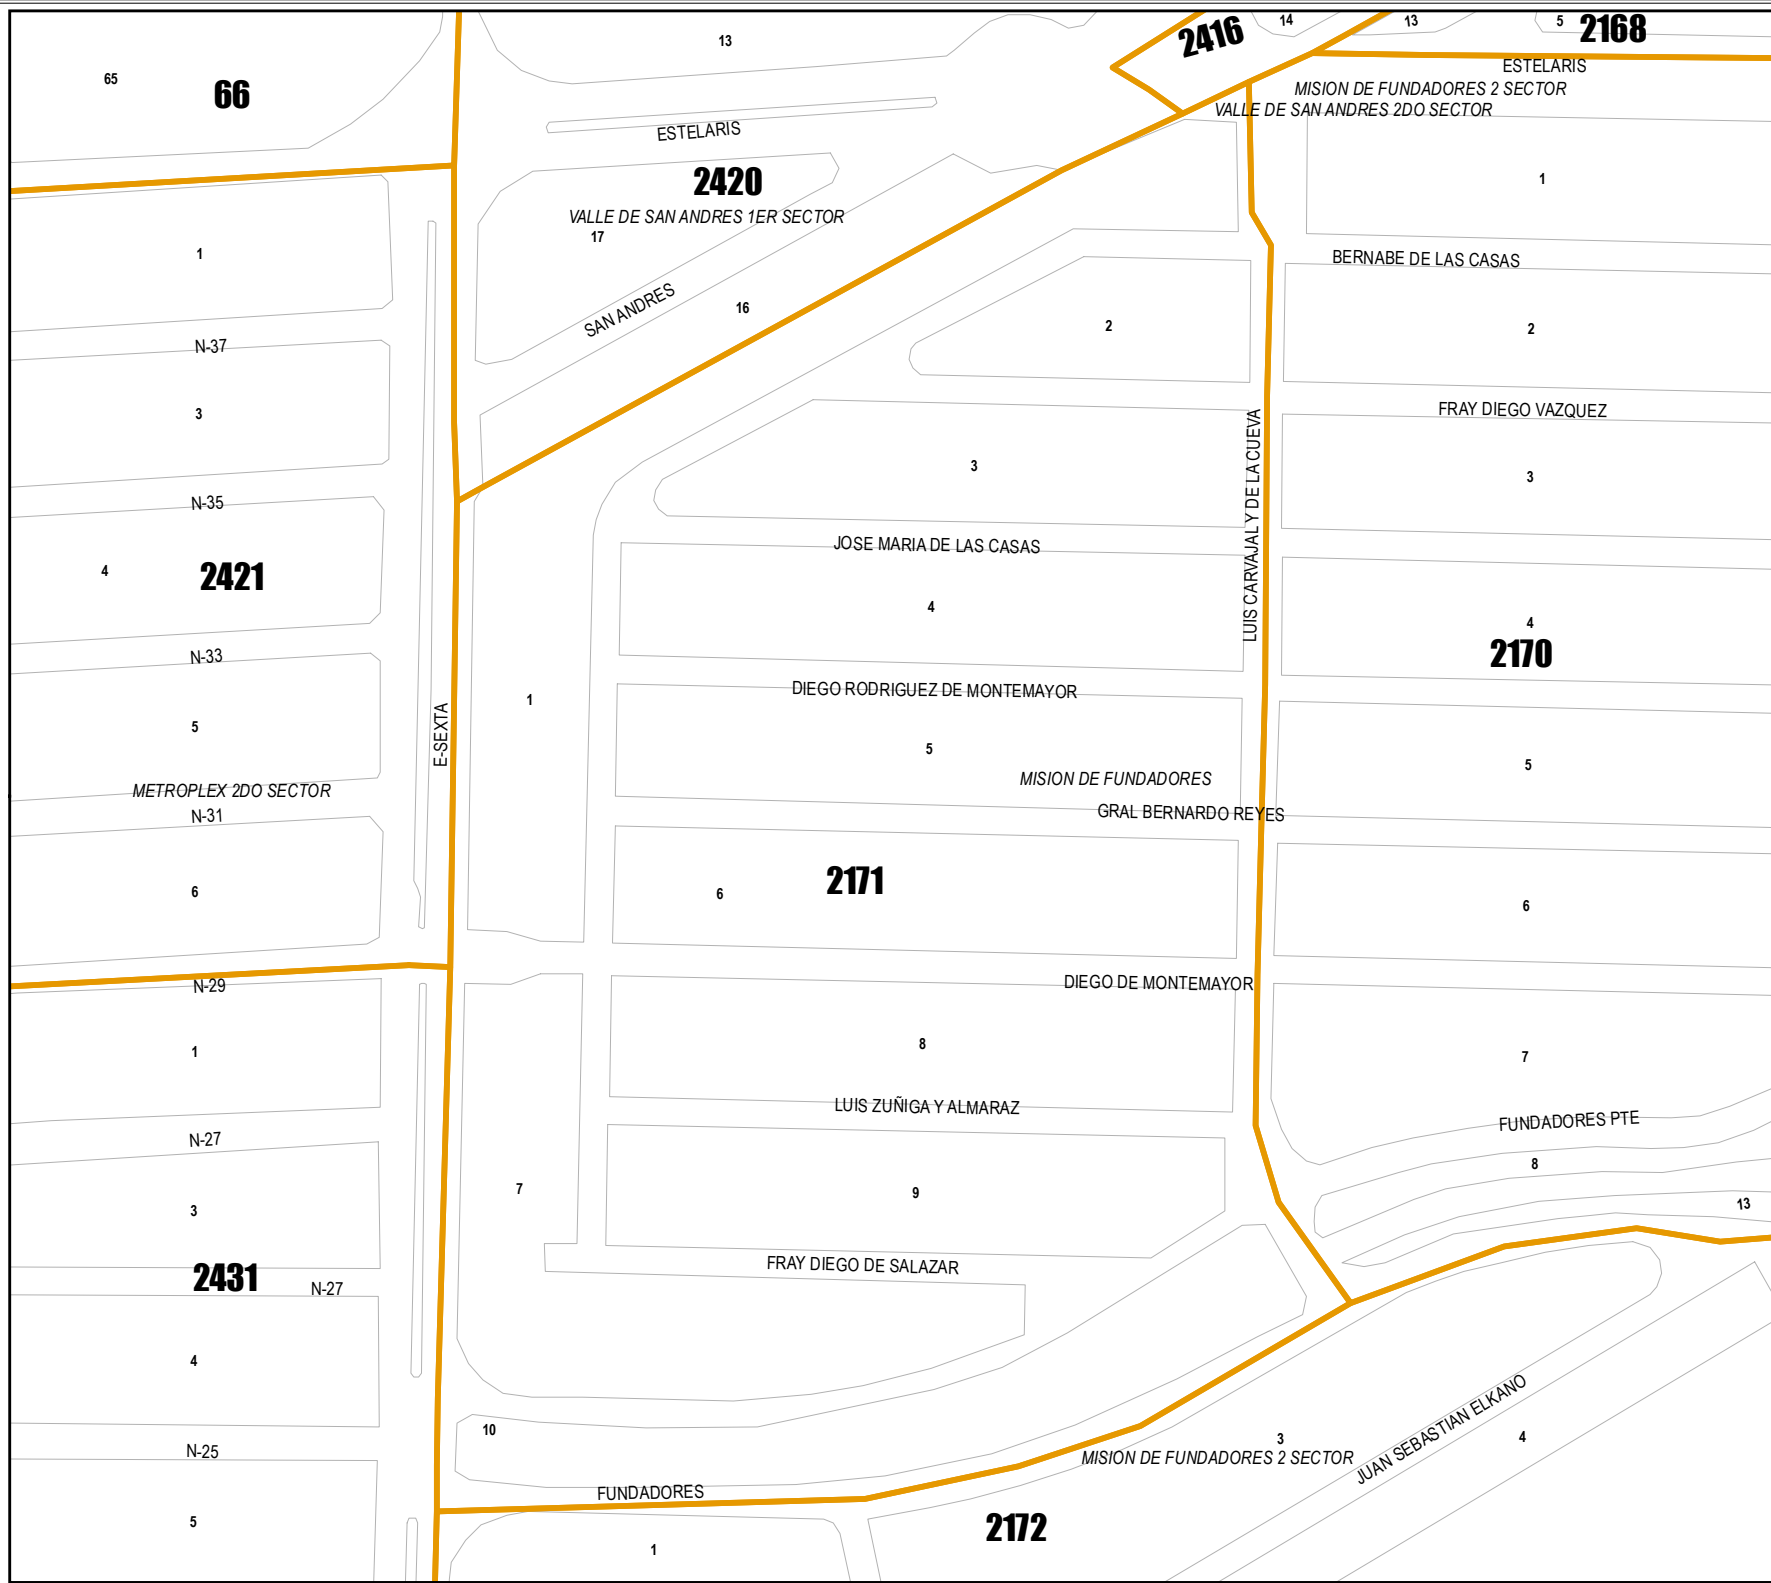 14
13
5
2168
2416
13
65
66
ESTELARIS
MISION DE FUNDADORES 2 SECTOR
VALLE DE SAN ANDRES 2DO SECTOR
ESTELARIS
2420
1
VALLE DE SAN ANDRES 1ER SECTOR
17
1
BERNABE DE LAS CASAS
SAN ANDRES
16
2
2
N-37
3
FRAY DIEGO VAZQUEZ
LUIS CARVAJAL Y DE LA CUEVA
3
3
N-35
JOSE MARIA DE LAS CASAS
4
2421
4
4
2170
N-33
DIEGO RODRIGUEZ DE MONTEMAYOR
1
5
E-SEXTA
5
5
MISION DE FUNDADORES
METROPLEX 2DO SECTOR
N-31
GRAL BERNARDO REYES
2171
6
6
6
N-29
DIEGO DE MONTEMAYOR
1
8
7
LUIS ZUÑIGA Y ALMARAZ
FUNDADORES PTE
N-27
8
7
9
3
13
FRAY DIEGO DE SALAZAR
2431
N-27
4
JUAN SEBASTIAN ELKANO
10
3
4
N-25
MISION DE FUNDADORES 2 SECTOR
FUNDADORES
5
2172
1